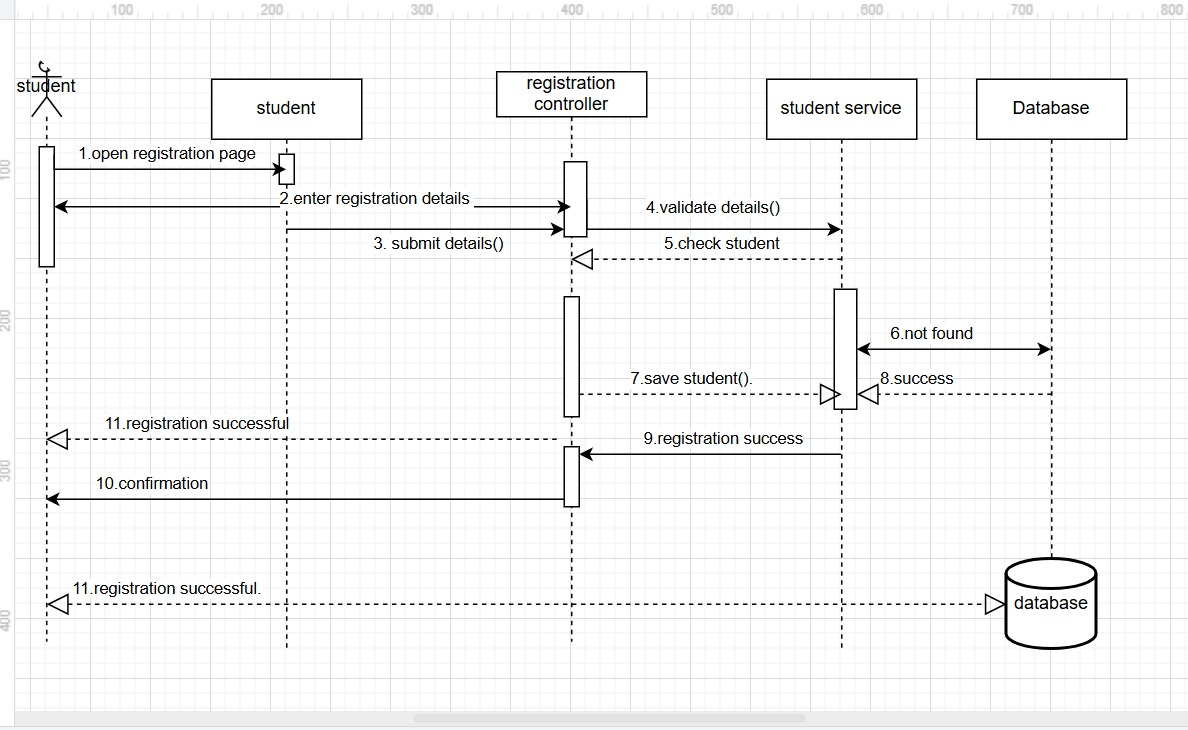 100 200 300 400 500 600 700 800
student
student
registration
controller
student service
Database
1.open registration page
100
2.enter registration details
4.validate details()
3. submit details()
5.check student
200
6.not found
7.save student().
8.success
11.registration successful
9.registration success
300
10.confirmation
11.registration successful.
database
400